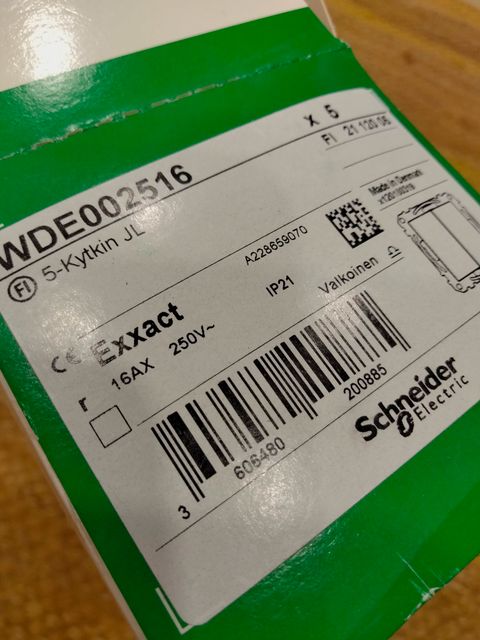 WDE002516
x 5
FI 21 120 06
FI 5-Kytkin JL
Made in Denmark
A228659070
CE Exxact
IP21
Valkoinen
16AX 250V~
3 606480 200885
Schneider
Electric